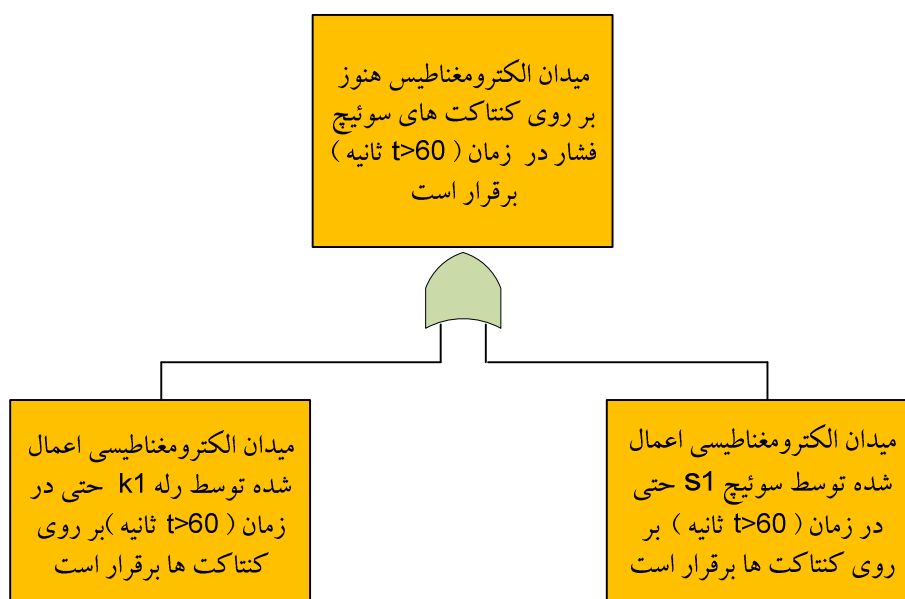 میدان الکترومغناطیس هنوز
بر روی کنتاکت های سوئیچ
فشار در زمان ( t>60 ثانیه )
برقرار است
میدان الکترومغناطیسی اعمال
شده توسط سوئیچ S1 حتی
در زمان ( t>60 ثانیه ) بر
روی کنتاکت ها برقرار است
میدان الکترومغناطیسی اعمال
شده توسط رله k1 حتی در
زمان ( t>60 ثانیه )بر روی
کنتاکت ها برقرار است